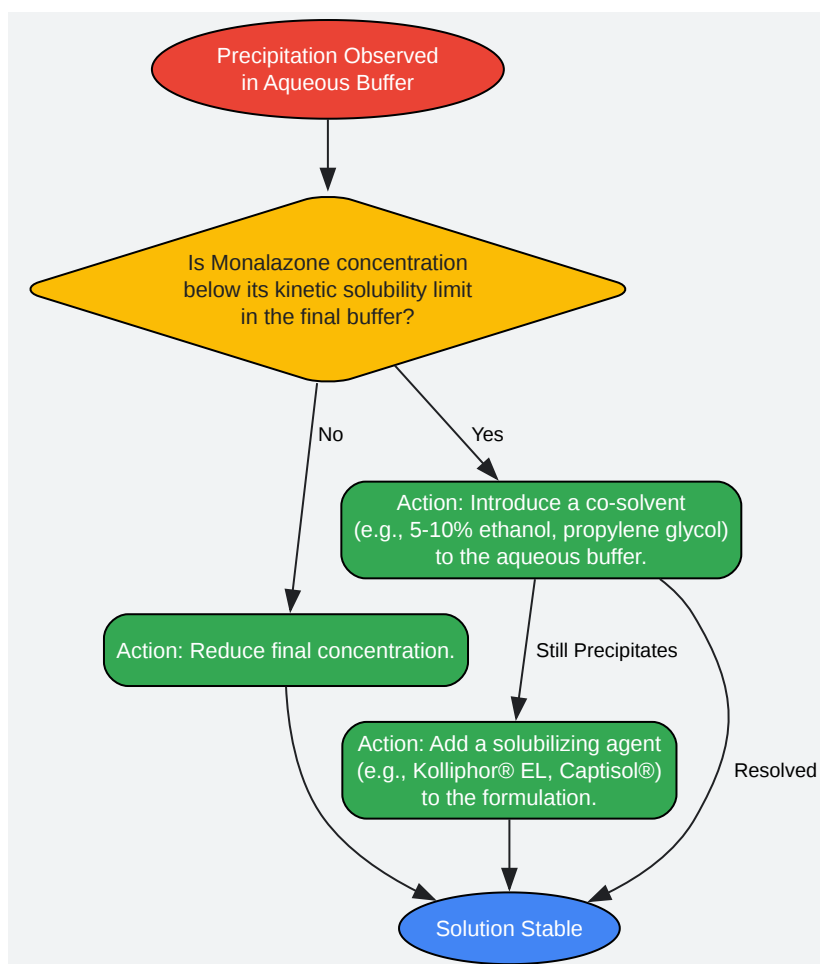 Precipitation Observed
in Aqueous Buffer
Is Monalazone concentration
below its kinetic solubility limit
in the final buffer?
No
Yes
Action: Introduce a co-solvent
(e.g., 5-10% ethanol, propylene glycol)
to the aqueous buffer.
Action: Reduce final concentration.
Still Precipitates
Action: Add a solubilizing agent
(e.g., Kolliphor® EL, Captisol®)
to the formulation.
Resolved
Solution Stable